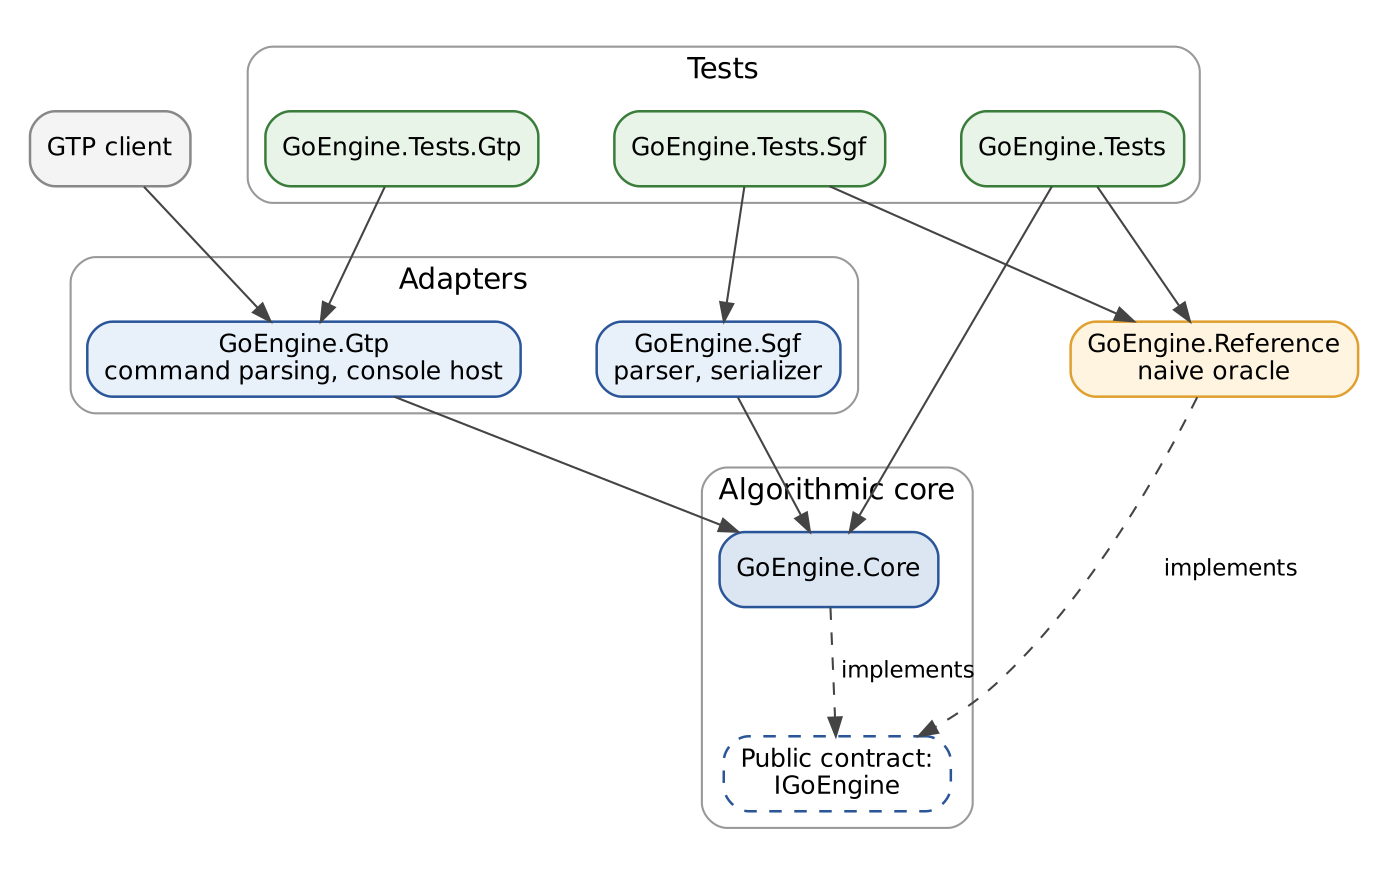 Tests
GTP client
GoEngine.Tests.Gtp
GoEngine.Tests.Sgf
GoEngine.Tests
Adapters
GoEngine.Gtp
command parsing, console host
GoEngine.Sgf
parser, serializer
GoEngine.Reference
naive oracle
Algorithmic core
GoEngine.Core
implements
implements
Public contract:
IGoEngine